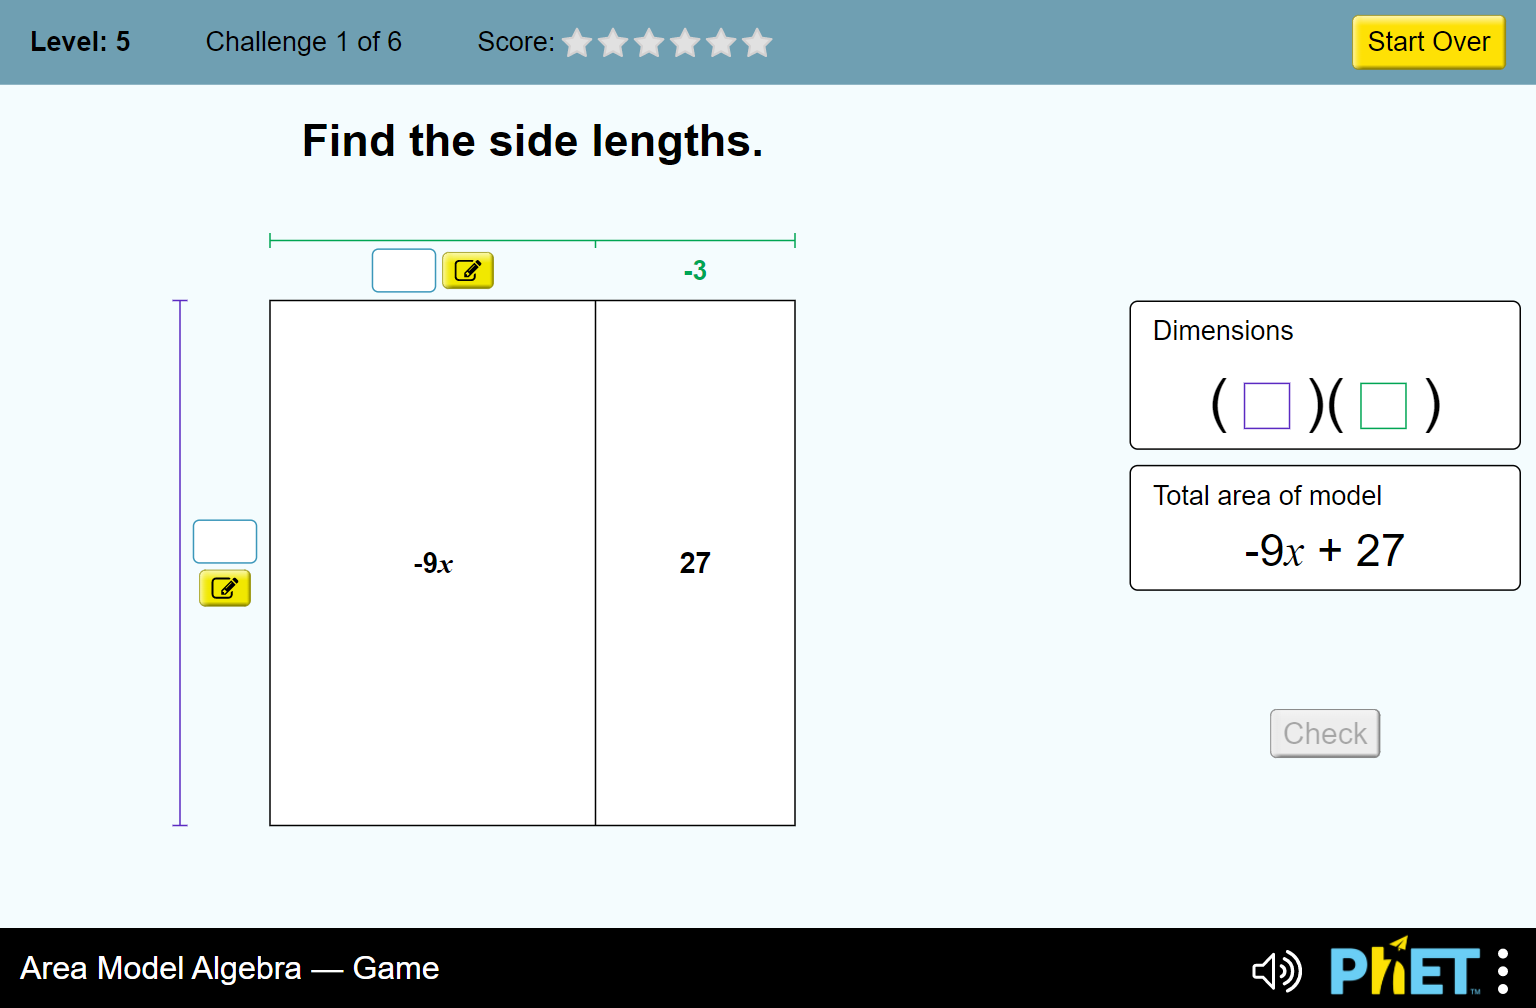 Level: 5 Challenge 1 of 6 Score: Start Over
Find the side lengths.
-3
Dimensions
( )( )
-9x 27
Total area of model
-9x + 27
Check
Area Model Algebra — Game
PhET™